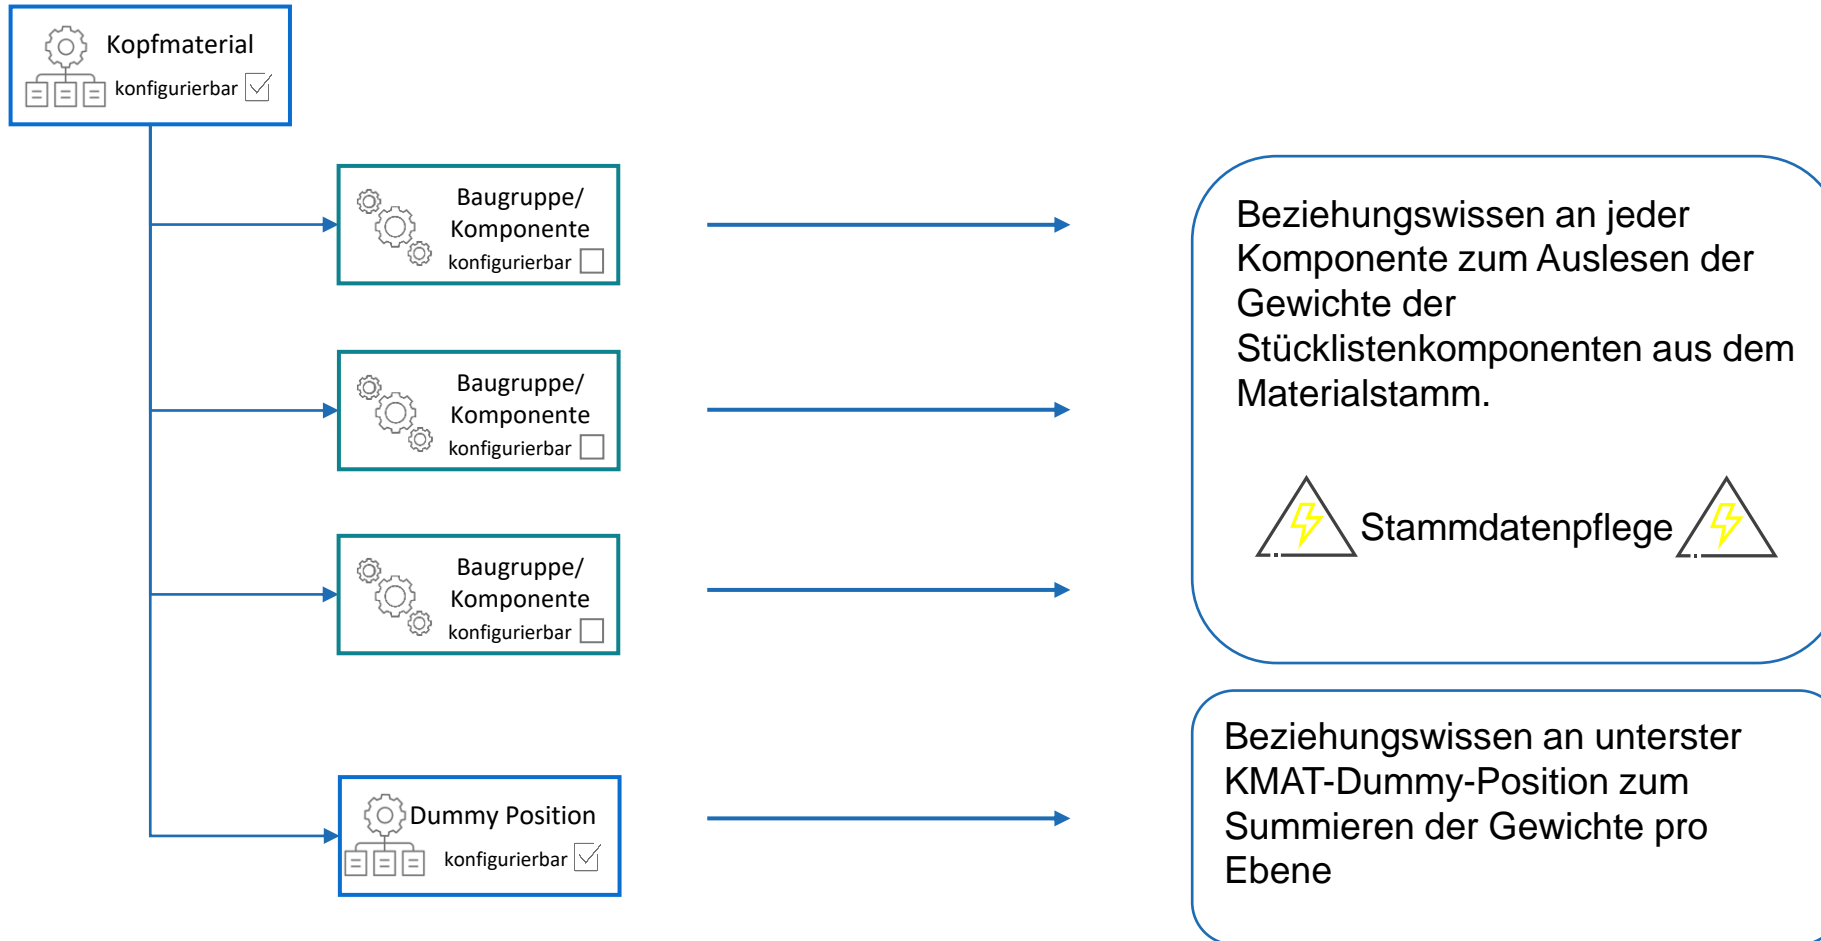 Kopfmaterial
konfigurierbar
Baugruppe/
Komponente
konfigurierbar
Baugruppe/
Komponente
konfigurierbar
Baugruppe/
Komponente
konfigurierbar
Dummy Position
konfigurierbar
Beziehungswissen an jeder
Komponente zum Auslesen der
Gewichte der
Stücklistenkomponenten aus dem
Materialstamm.
Stammdatenpflege
Beziehungswissen an unterster
KMAT-Dummy-Position zum
Summieren der Gewichte pro
Ebene